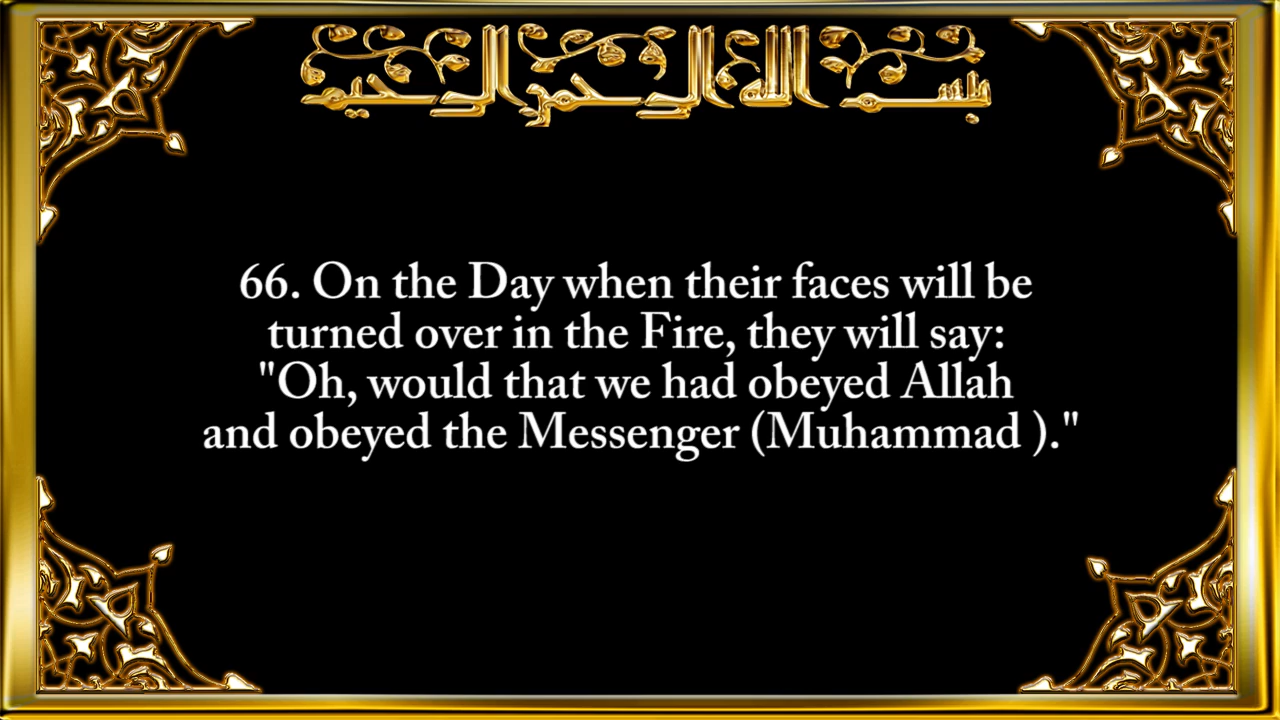 بسم الله الرحمن الرحيم
66. On the Day when their faces will be
turned over in the Fire, they will say:
"Oh, would that we had obeyed Allah
and obeyed the Messenger (Muhammad )."